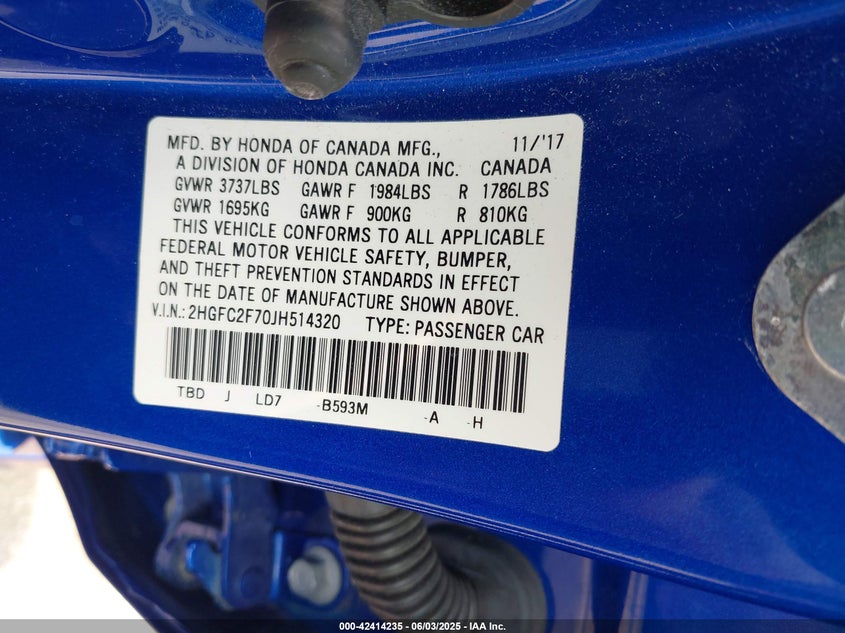 MFD. BY HONDA OF CANADA MFG., 11/'17
A DIVISION OF HONDA CANADA INC. CANADA
GVWR 3737LBS GAWR F 1984LBS R 1786LBS
GVWR 1695KG GAWR F 900KG R 810KG
THIS VEHICLE CONFORMS TO ALL APPLICABLE
FEDERAL MOTOR VEHICLE SAFETY, BUMPER,
AND THEFT PREVENTION STANDARDS IN EFFECT
ON THE DATE OF MANUFACTURE SHOWN ABOVE.
V.I.N.: 2HGFC2F70JH514320 TYPE: PASSENGER CAR
TBD J LD7 -B593M -A -H
000-42414235 - 06/03/2025 - IAA Inc.